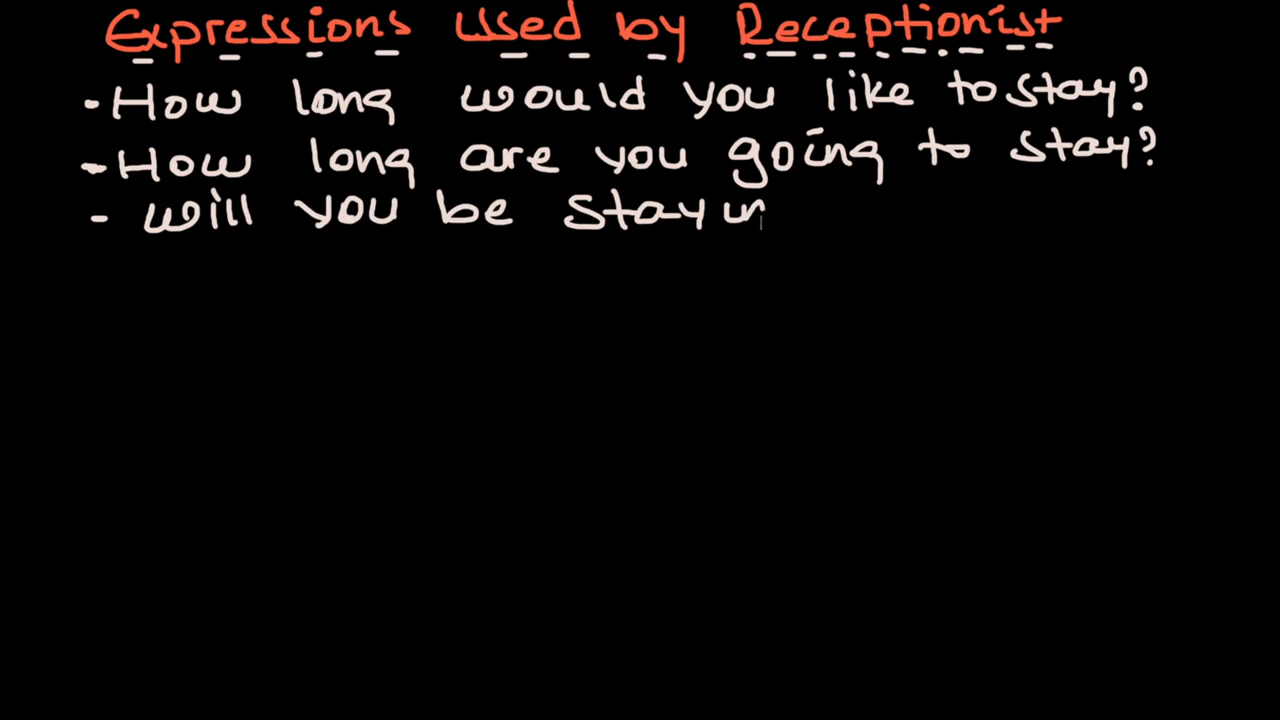 Expressions Used by Receptionist
- How long would you like to stay?
- How long are you going to stay?
- Will you be stayin